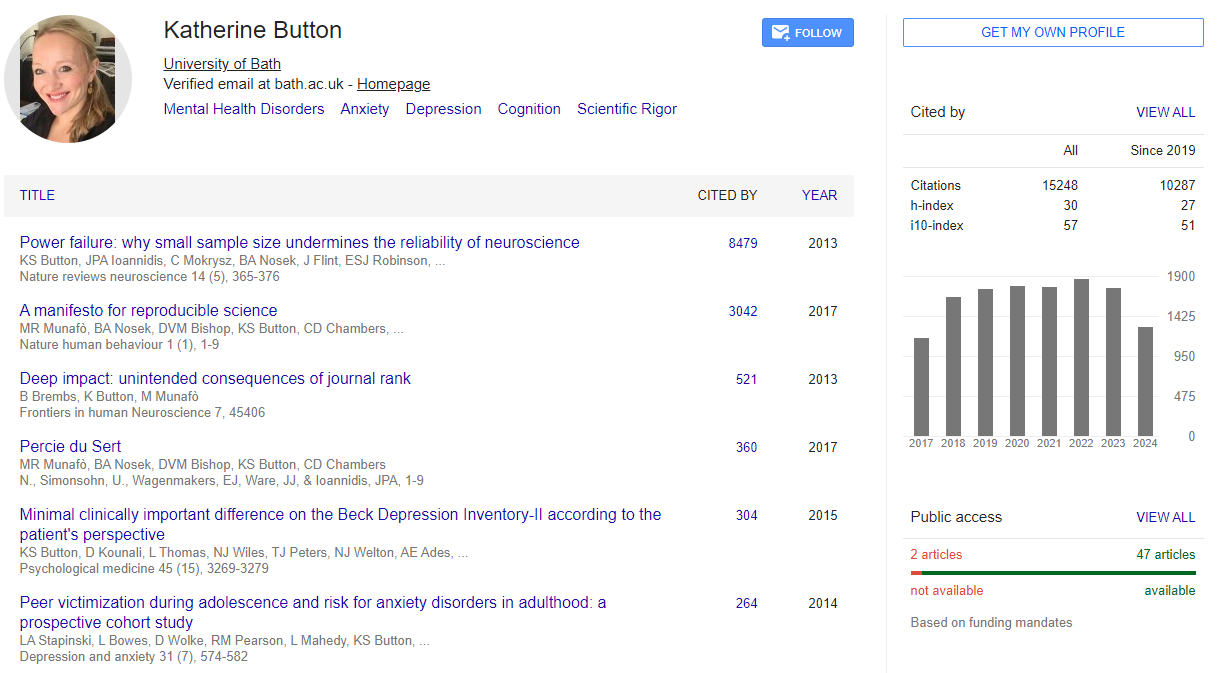 Katherine Button
FOLLOW
University of Bath
Verified email at bath.ac.uk - Homepage
Mental Health Disorders Anxiety Depression Cognition Scientific Rigor
TITLE CITED BY YEAR
Power failure: why small sample size undermines the reliability of neuroscience 8479 2013
KS Button, JPA Ioannidis, C Mokrysz, BA Nosek, J Flint, ESJ Robinson, ...
Nature reviews neuroscience 14 (5), 365-376
A manifesto for reproducible science 3042 2017
MR Munafò, BA Nosek, DVM Bishop, KS Button, CD Chambers, ...
Nature human behaviour 1 (1), 1-9
Deep impact: unintended consequences of journal rank 521 2013
B Brembs, K Button, M Munafò
Frontiers in human Neuroscience 7, 45406
Percie du Sert 360 2017
MR Munafò, BA Nosek, DVM Bishop, KS Button, CD Chambers
N., Simonsohn, U., Wagenmakers, EJ, Ware, JJ, & Ioannidis, JPA, 1-9
Minimal clinically important difference on the Beck Depression Inventory-II according to the 304 2015
patient's perspective
KS Button, D Kounali, L Thomas, NJ Wiles, TJ Peters, NJ Welton, AE Ades, ...
Psychological medicine 45 (15), 3269-3279
Peer victimization during adolescence and risk for anxiety disorders in adulthood: a 264 2014
prospective cohort study
LA Stapinski, L Bowes, D Wolke, RM Pearson, L Mahedy, KS Button, ...
Depression and anxiety 31 (7), 574-582
GET MY OWN PROFILE
Cited by VIEW ALL
All Since 2019
Citations 15248 10287
h-index 30 27
i10-index 57 51
1900
1425
950
475
0
2017 2018 2019 2020 2021 2022 2023 2024
Public access VIEW ALL
2 articles 47 articles
not available available
Based on funding mandates